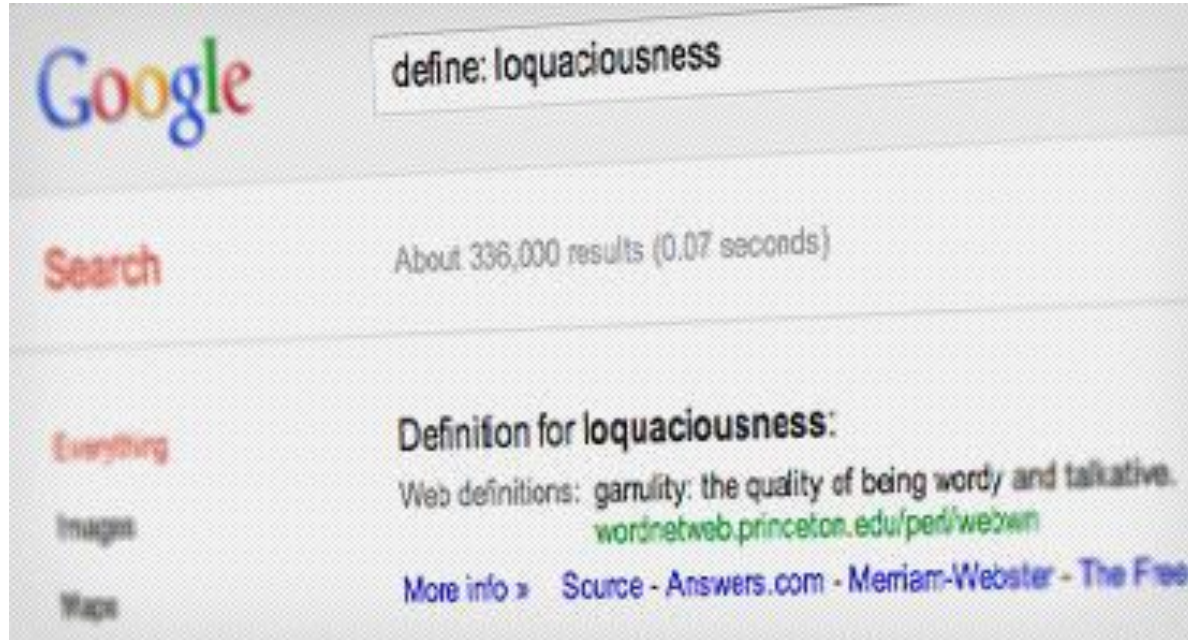 Google
define: loquaciousness
Search
About 336,000 results (0.07 seconds)
Everything
Definition for loquaciousness:
Web definitions: garrulity: the quality of being wordy and talkative.
Images
wordnetweb.princeton.edu/perl/webwn
More info » Source - Answers.com - Merriam-Webster - The Free
Maps